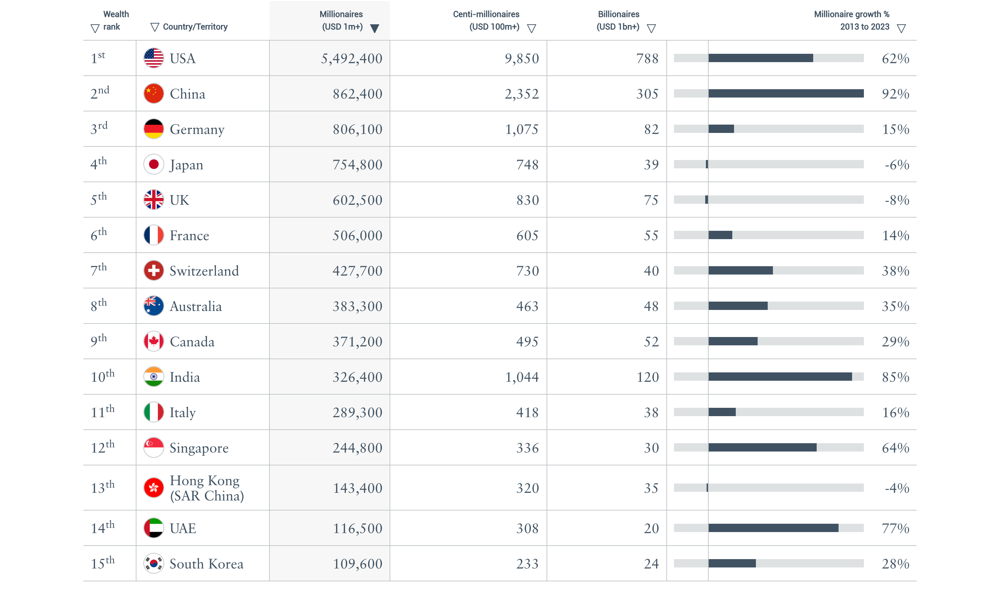 Wealth rank
Country/Territory
Millionaires (USD 1m+)
Centi-millionaires (USD 100m+)
Billionaires (USD 1bn+)
Millionaire growth % 2013 to 2023
1st USA 5,492,400 9,850 788 62%
2nd China 862,400 2,352 305 92%
3rd Germany 806,100 1,075 82 15%
4th Japan 754,800 748 39 -6%
5th UK 602,500 830 75 -8%
6th France 506,000 605 55 14%
7th Switzerland 427,700 730 40 38%
8th Australia 383,300 463 48 35%
9th Canada 371,200 495 52 29%
10th India 326,400 1,044 120 85%
11th Italy 289,300 418 38 16%
12th Singapore 244,800 336 30 64%
13th Hong Kong (SAR China) 143,400 320 35 -4%
14th UAE 116,500 308 20 77%
15th South Korea 109,600 233 24 28%